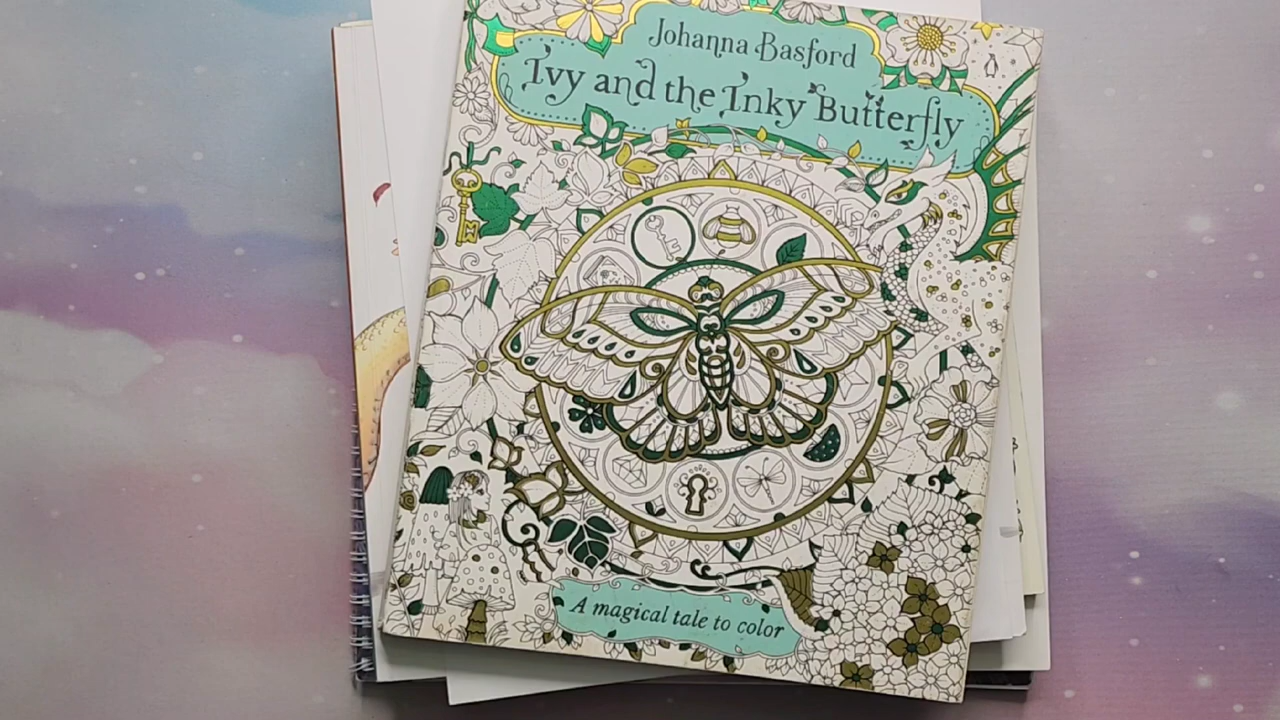 Johanna Basford
Ivy and the Inky Butterfly
A magical tale to color